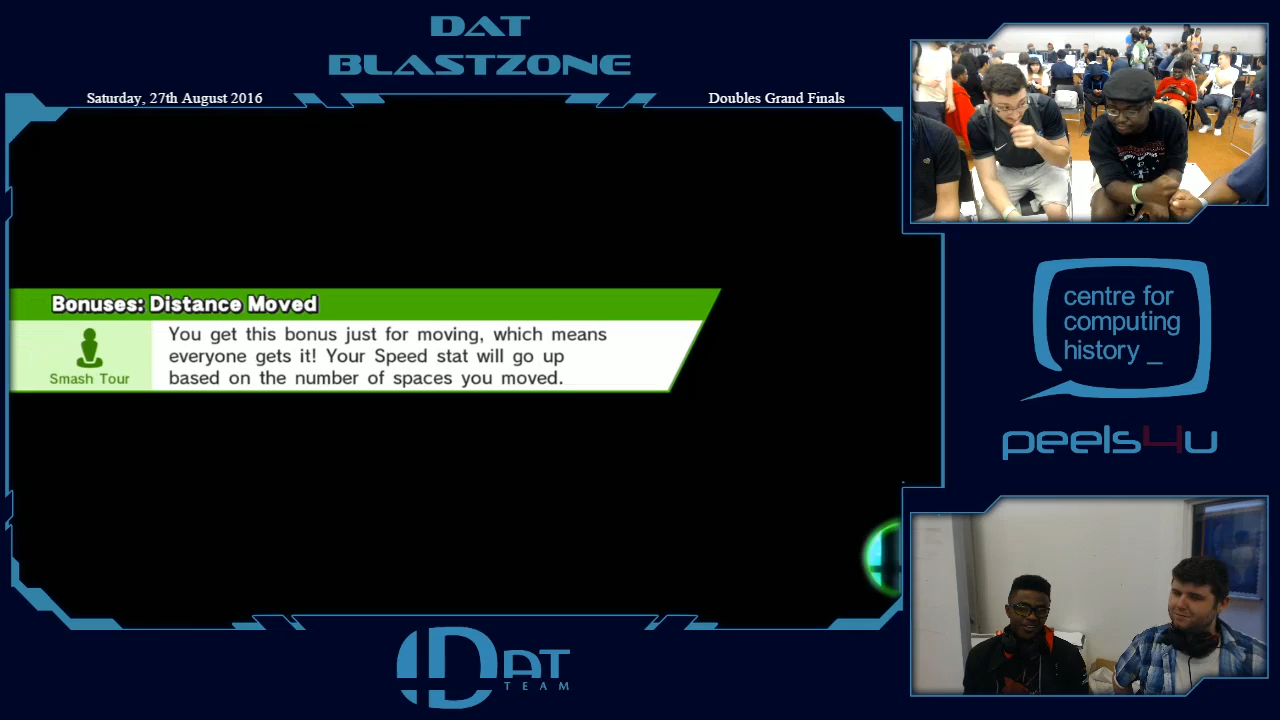 DAT
BLASTZONE
Saturday, 27th August 2016
Doubles Grand Finals
Bonuses: Distance Moved
You get this bonus just for moving, which means
everyone gets it! Your Speed stat will go up
based on the number of spaces you moved.
Smash Tour
centre for
computing
history _
peels4u
DAT
TEAM